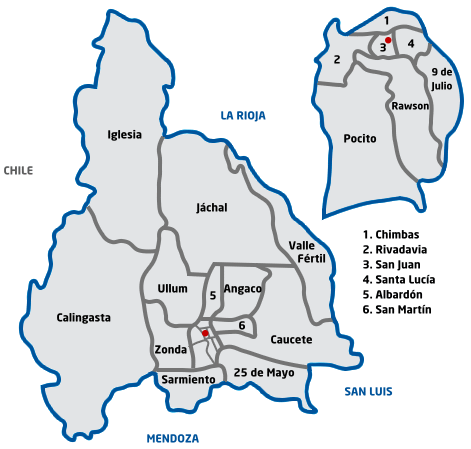 1
2
3
4
9 de
Julio
Rawson
Pocito
Iglesia
LA RIOJA
CHILE
Jáchal
Valle
Fértil
1. Chimbas
2. Rivadavia
3. San Juan
4. Santa Lucía
5. Albardón
6. San Martín
Ullum
5
Angaco
Calingasta
6
Zonda
Caucete
Sarmiento
25 de Mayo
SAN LUIS
MENDOZA